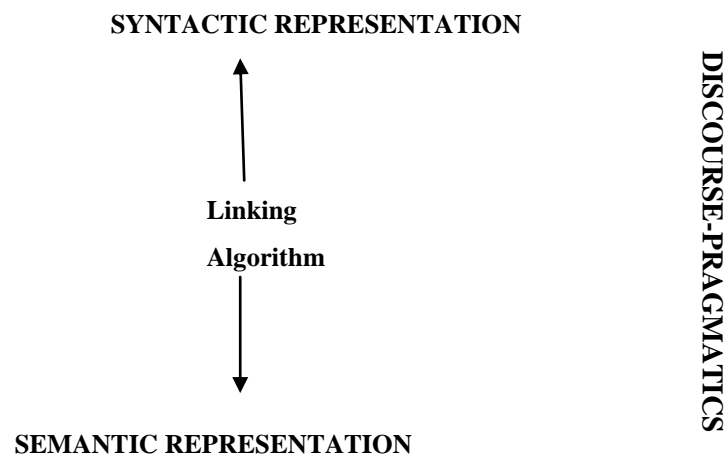 SYNTACTIC REPRESENTATION
Linking
Algorithm
SEMANTIC REPRESENTATION
DISCOURSE-PRAGMATICS